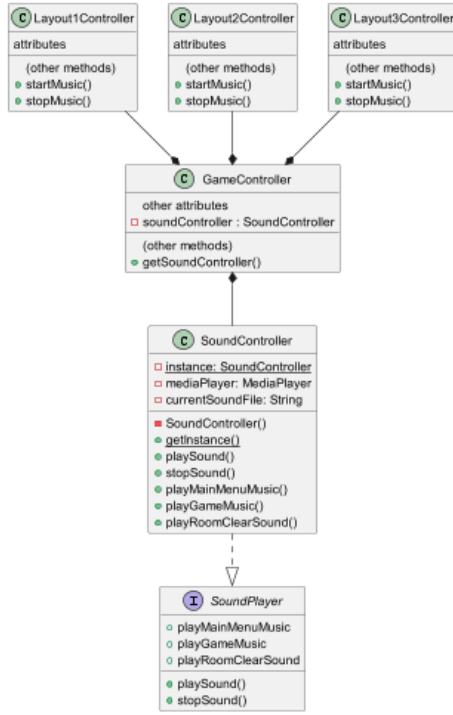 C Layout1Controller
attributes
(other methods)
startMusic()
stopMusic()
C Layout2Controller
attributes
(other methods)
startMusic()
stopMusic()
C Layout3Controller
attributes
(other methods)
startMusic()
stopMusic()
C GameController
other attributes
soundController : SoundController
(other methods)
getSoundController()
C SoundController
instance: SoundController
mediaPlayer: MediaPlayer
currentSoundFile: String
SoundController()
getInstance()
playSound()
stopSound()
playMainMenuMusic()
playGameMusic()
playRoomClearSound()
I SoundPlayer
playMainMenuMusic
playGameMusic
playRoomClearSound
playSound()
stopSound()